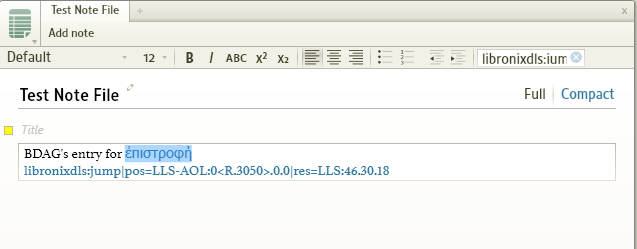 Test Note File
+
x
Add note
Default 12 B I ABC X² X₂ libronixdls:jum
Test Note File Full Compact
Title
BDAG's entry for ἐπιστροφή
libronixdls:jump|pos=LLS-AOL:0<R.3050>.0.0|res=LLS:46.30.18